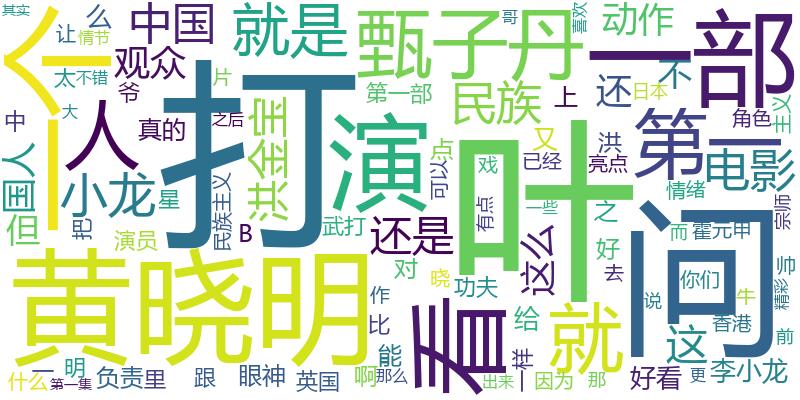 其实
么
中国
就是
甄子丹
哥
喜欢
动作
一部
让
情节
太
不错
观众
片
第一部
民族
上
还
日本
不
主义
个
一
大
爷
中
人
真的
之后
打
演
点
叶
又
已经
洪
亮点
第一
角色
电影
国人
小龙
星
洪金宝
可以
戏
问
情绪
但
把
演员
民族主义
B
武打
还是
有点
一些
这么
之
好
而
霍元甲
宗师
黄晓明
对
晓
功夫
看
去
你们
帅
精彩
作
比
给
就
说
牛
香港
前
能
一样
这
一
明
什么
第一集
负责
里
跟
眼神
英国
啊
那么
出来
因为
那
好看
更
李小龙